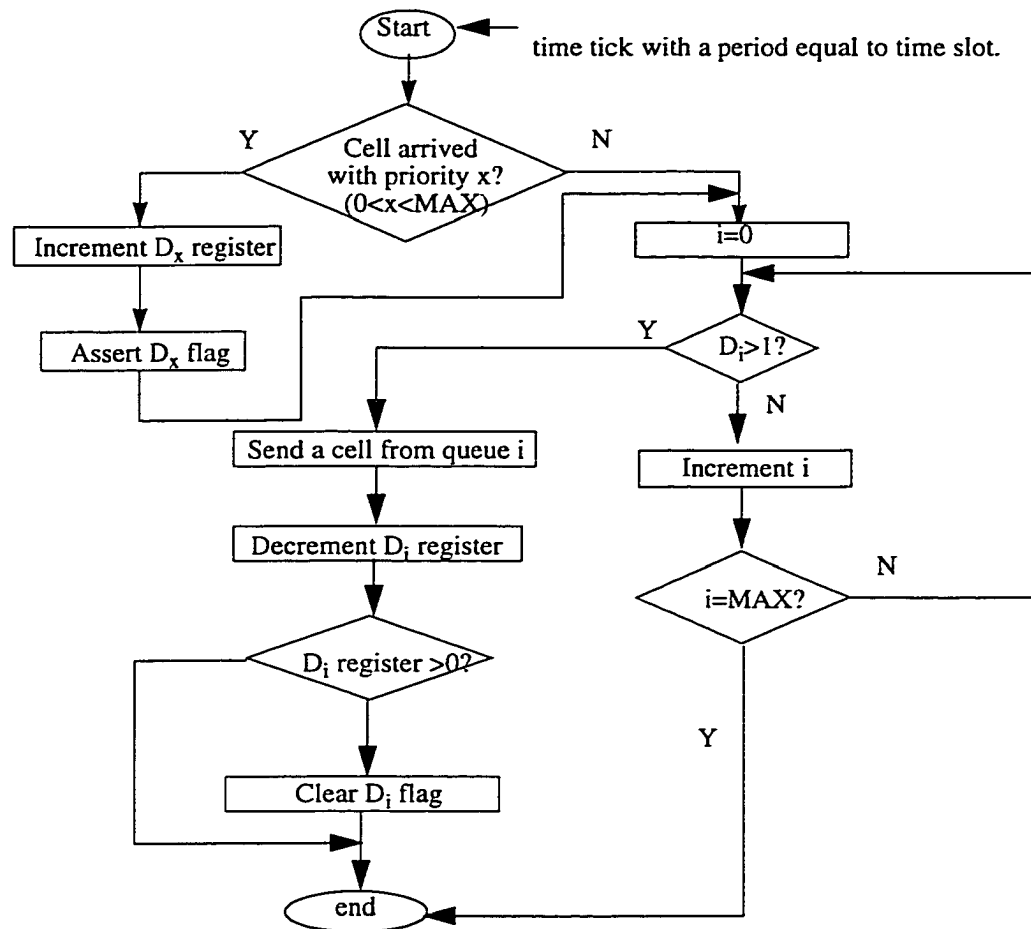 Start
time tick with a period equal to time slot.
Y
N
Cell arrived
with priority x?
(0<x<MAX)
Increment Dx register
i=0
Assert Dx flag
Y
Di>1?
N
Send a cell from queue i
Increment i
Decrement Di register
N
i=MAX?
Di register >0?
Y
Clear Di flag
end